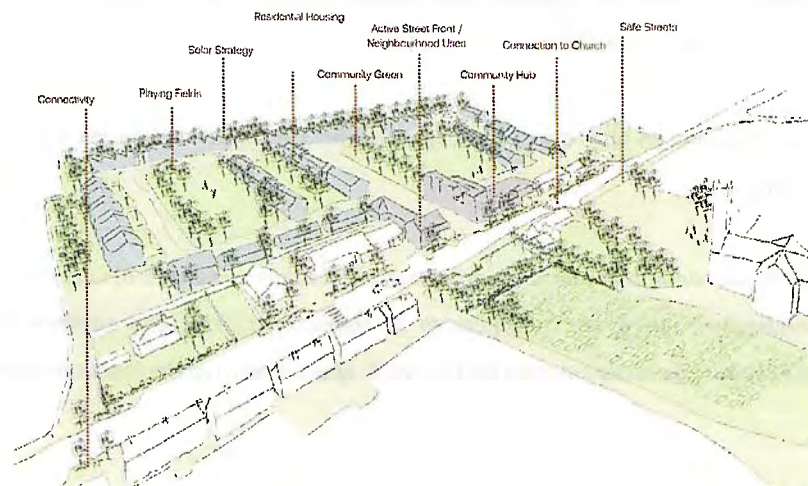 Residential Housing
Active Street Front /
Neighbourhood Uses
Safe Streets
Solar Strategy
Connection to Church
Community Green
Community Hub
Connectivity
Playing Fields